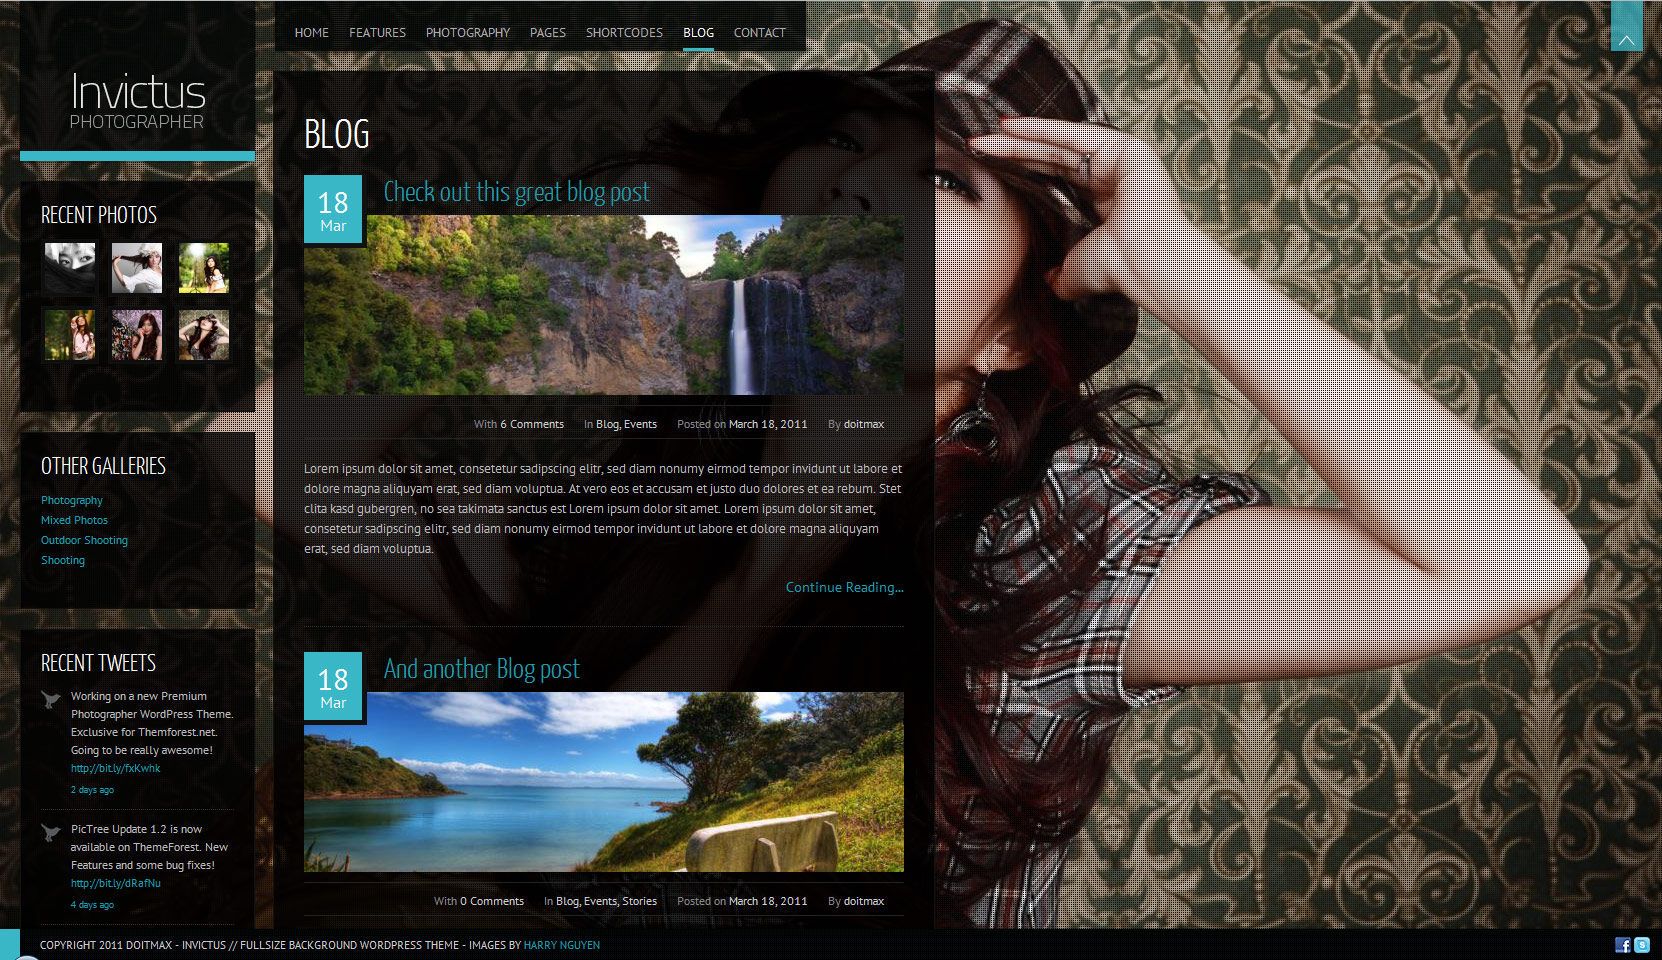 HOME FEATURES PHOTOGRAPHY PAGES SHORTCODES BLOG CONTACT
Invictus
PHOTOGRAPHER
RECENT PHOTOS
OTHER GALLERIES
Photography
Mixed Photos
Outdoor Shooting
Shooting
RECENT TWEETS
Working on a new Premium
Photographer WordPress Theme.
Exclusive for Themforest.net.
Going to be really awesome!
http://bit.ly/fxKwhk
2 days ago
PicTree Update 1.2 is now
available on ThemeForest. New
Features and some bug fixes!
http://bit.ly/dRafNu
4 days ago
BLOG
18
Mar
Check out this great blog post
With 6 Comments In Blog, Events Posted on March 18, 2011 By doitmax
Lorem ipsum dolor sit amet, consetetur sadipscing elitr, sed diam nonumy eirmod tempor invidunt ut labore et
dolore magna aliquyam erat, sed diam voluptua. At vero eos et accusam et justo duo dolores et ea rebum. Stet
clita kasd gubergren, no sea takimata sanctus est Lorem ipsum dolor sit amet. Lorem ipsum dolor sit amet,
consetetur sadipscing elitr, sed diam nonumy eirmod tempor invidunt ut labore et dolore magna aliquyam
erat, sed diam voluptua.
Continue Reading...
18
Mar
And another Blog post
With 0 Comments In Blog, Events, Stories Posted on March 18, 2011 By doitmax
COPYRIGHT 2011 DOITMAX - INVICTUS // FULLSIZE BACKGROUND WORDPRESS THEME - IMAGES BY HARRY NGUYEN